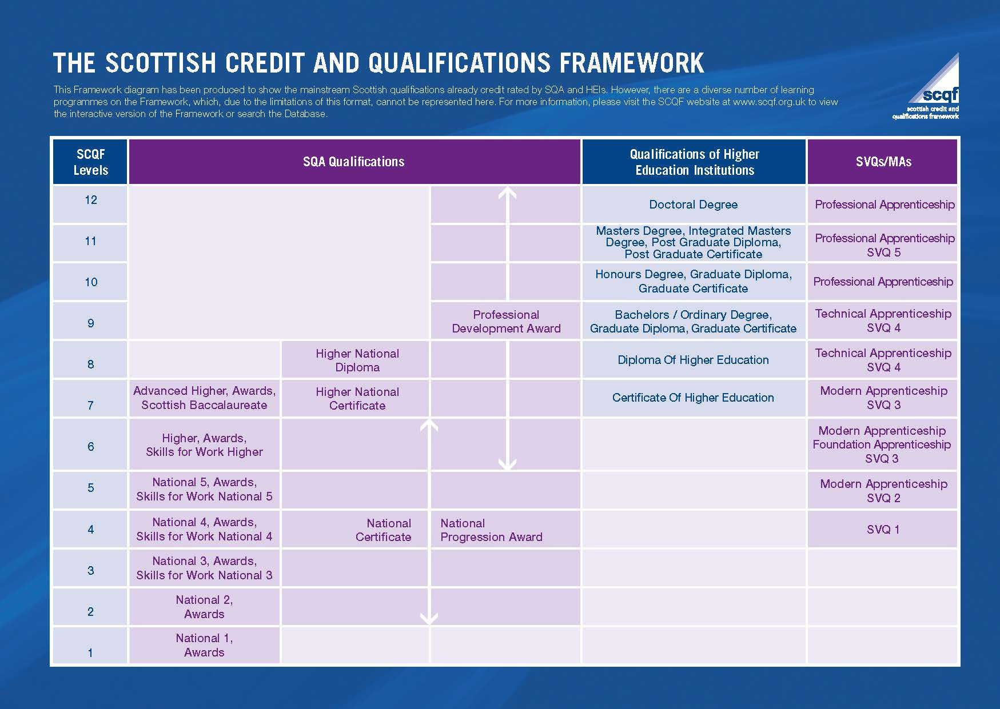 THE SCOTTISH CREDIT AND QUALIFICATIONS FRAMEWORK
This Framework diagram has been produced to show the mainstream Scottish qualifications already credit rated by SQA and HEIs. However, there are a diverse number of learning
programmes on the Framework, which, due to the limitations of this format, cannot be represented here. For more information, please visit the SCQF website at www.scqf.org.uk to view
the interactive version of the Framework or search the Database.
scqf
scottish credit and
qualifications framework
SCQF
Levels
SQA Qualifications
Qualifications of Higher
Education Institutions
SVQs/MAs
12
Doctoral Degree
Professional Apprenticeship
11
Masters Degree, Integrated Masters
Degree, Post Graduate Diploma,
Post Graduate Certificate
Professional Apprenticeship
SVQ 5
10
Honours Degree, Graduate Diploma,
Graduate Certificate
Professional Apprenticeship
9
Professional
Development Award
Bachelors / Ordinary Degree,
Graduate Diploma, Graduate Certificate
Technical Apprenticeship
SVQ 4
8
Higher National
Diploma
Diploma Of Higher Education
Technical Apprenticeship
SVQ 4
7
Advanced Higher, Awards,
Scottish Baccalaureate
Higher National
Certificate
Certificate Of Higher Education
Modern Apprenticeship
SVQ 3
6
Higher, Awards,
Skills for Work Higher
Modern Apprenticeship
Foundation Apprenticeship
SVQ 3
5
National 5, Awards,
Skills for Work National 5
Modern Apprenticeship
SVQ 2
4
National 4, Awards,
Skills for Work National 4
National
Certificate
National
Progression Award
SVQ 1
3
National 3, Awards,
Skills for Work National 3
2
National 2,
Awards
1
National 1,
Awards